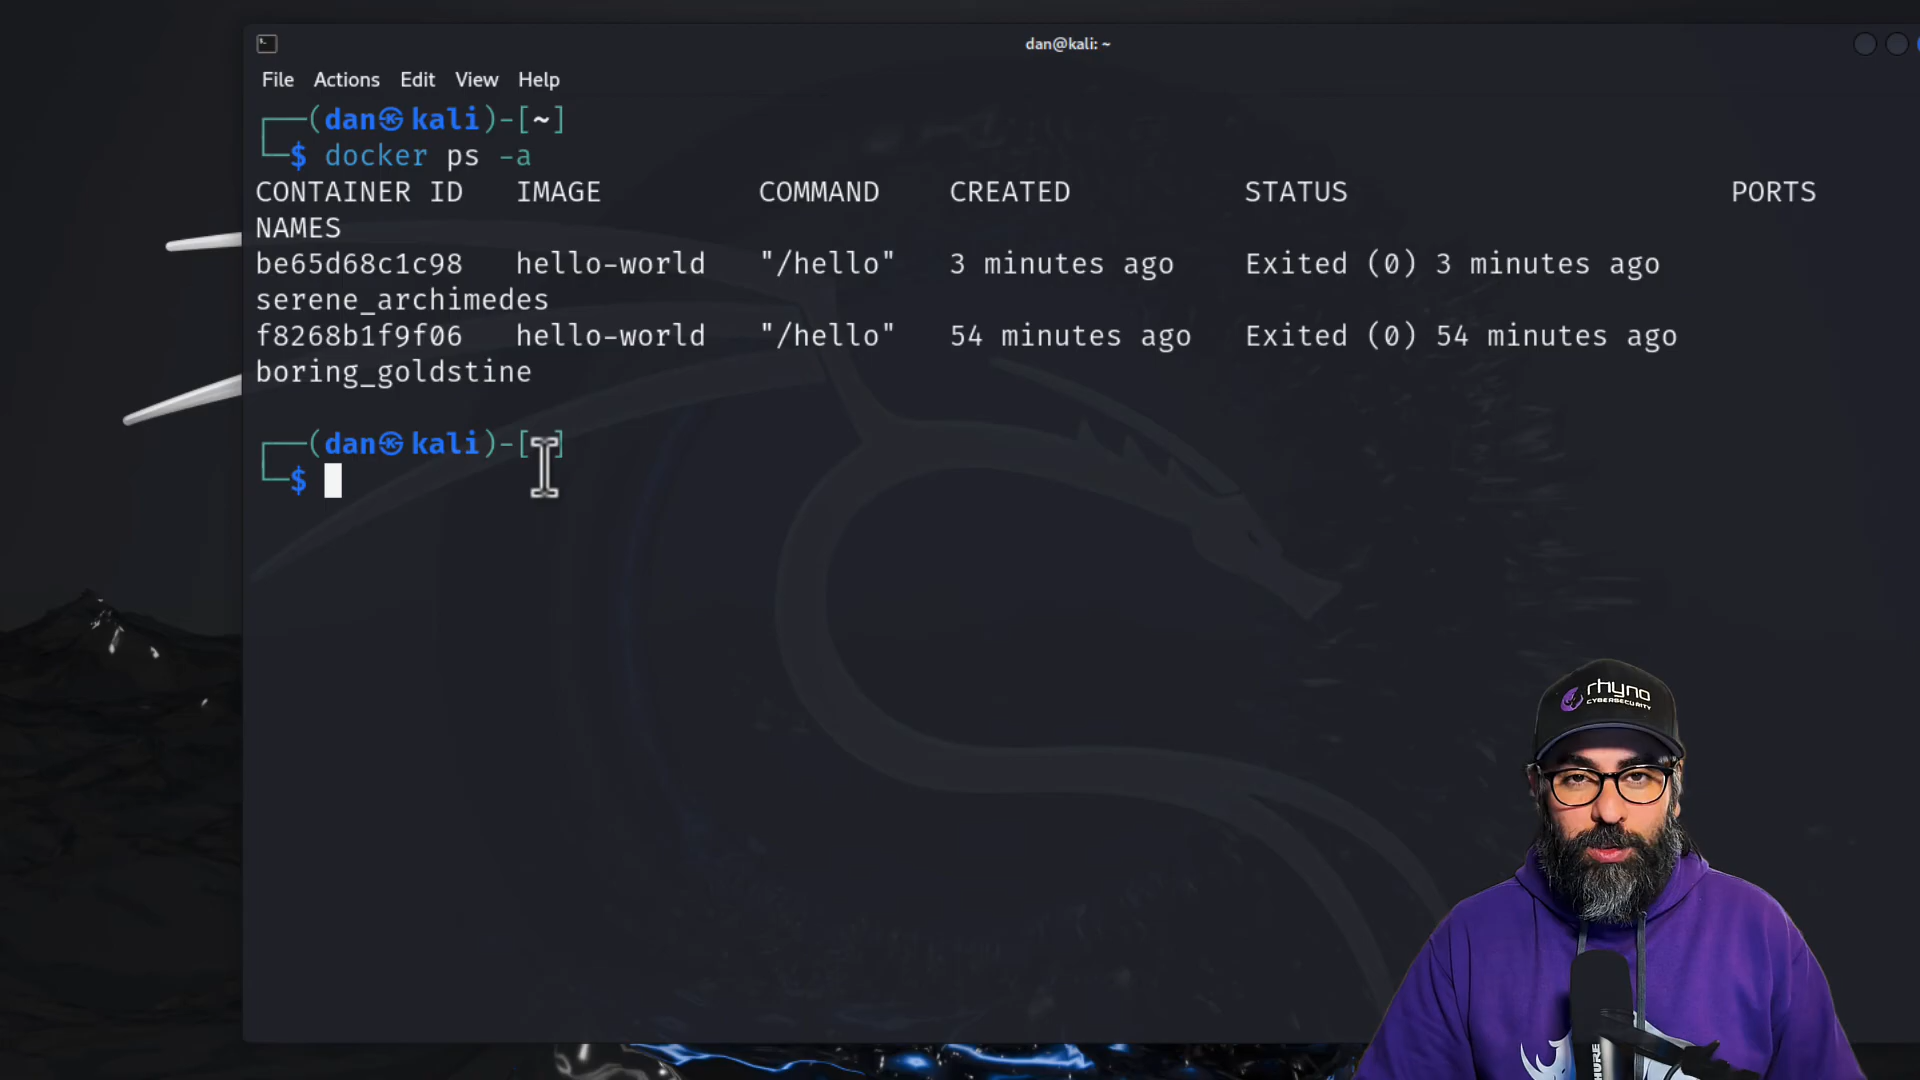 dan@kali: ~
File Actions Edit View Help
┌──(dan㉿kali)-[~]
└─$ docker ps -a
CONTAINER ID IMAGE COMMAND CREATED STATUS PORTS
NAMES
be65d68c1c98 hello-world "/hello" 3 minutes ago Exited (0) 3 minutes ago
serene_archimedes
f8268b1f9f06 hello-world "/hello" 54 minutes ago Exited (0) 54 minutes ago
boring_goldstine
┌──(dan㉿kali)-[~]
└─$
rhyno
CYBERSECURITY
SHURE